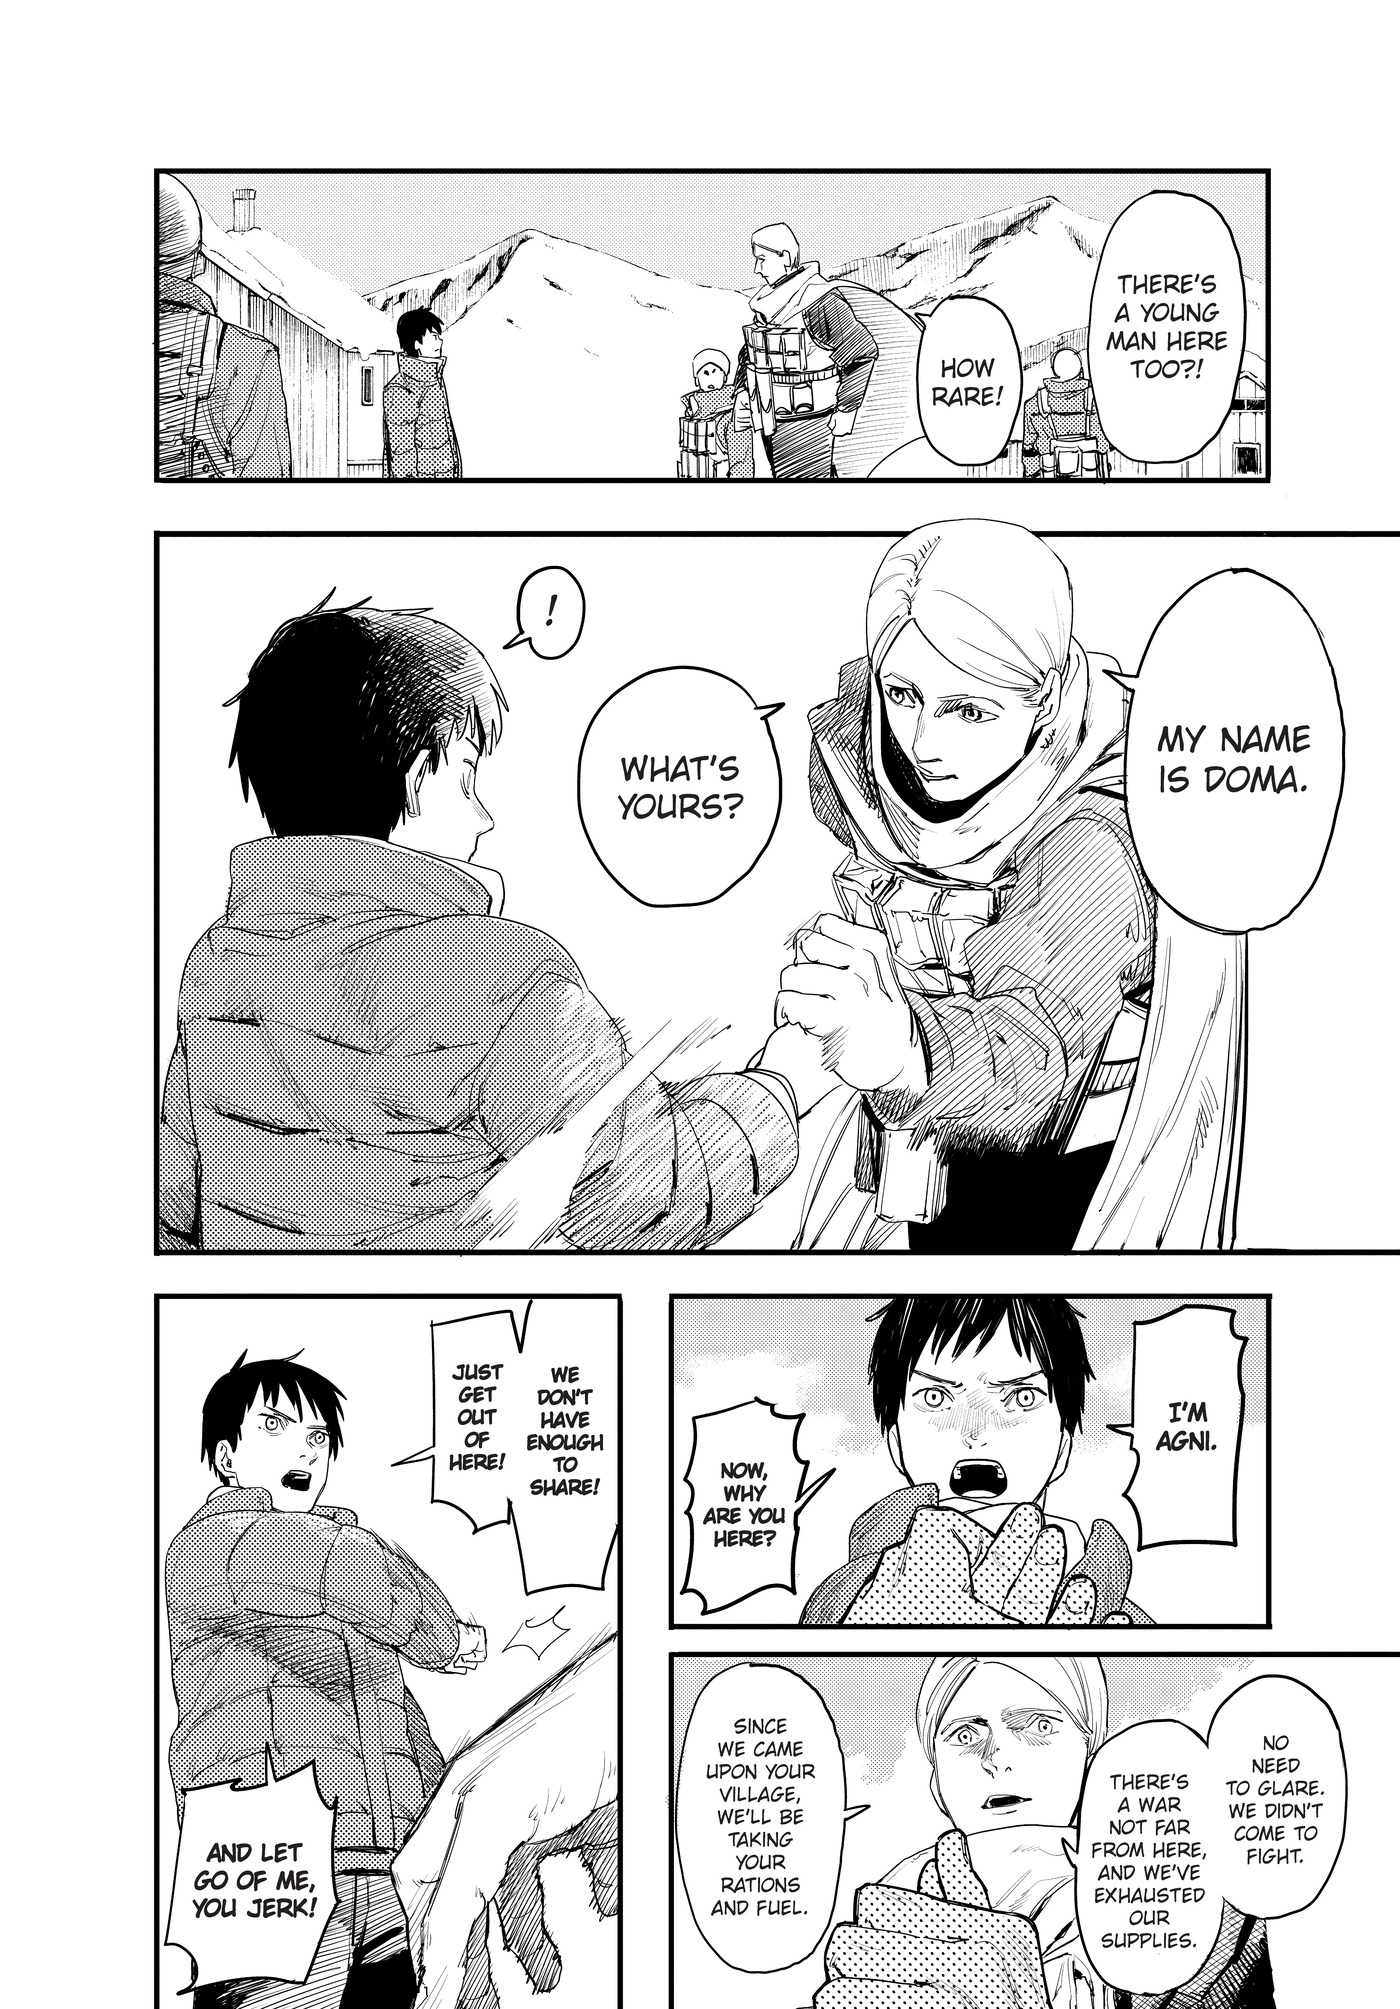 THERE'S
A YOUNG
MAN HERE
TOO?!
HOW
RARE!
MY NAME
IS DOMA.
!
WHAT'S
YOURS?
I'M
AGNI.
NOW,
WHY
ARE YOU
HERE?
NO
NEED
TO GLARE.
WE DIDN'T
COME TO
FIGHT.
THERE'S
A WAR
NOT FAR
FROM HERE,
AND WE'VE
EXHAUSTED
OUR
SUPPLIES.
SINCE
WE CAME
UPON YOUR
VILLAGE,
WE'LL BE
TAKING
YOUR
RATIONS
AND FUEL.
WE
DON'T
HAVE
ENOUGH
TO
SHARE!
JUST
GET
OUT
OF
HERE!
AND LET
GO OF ME,
YOU JERK!